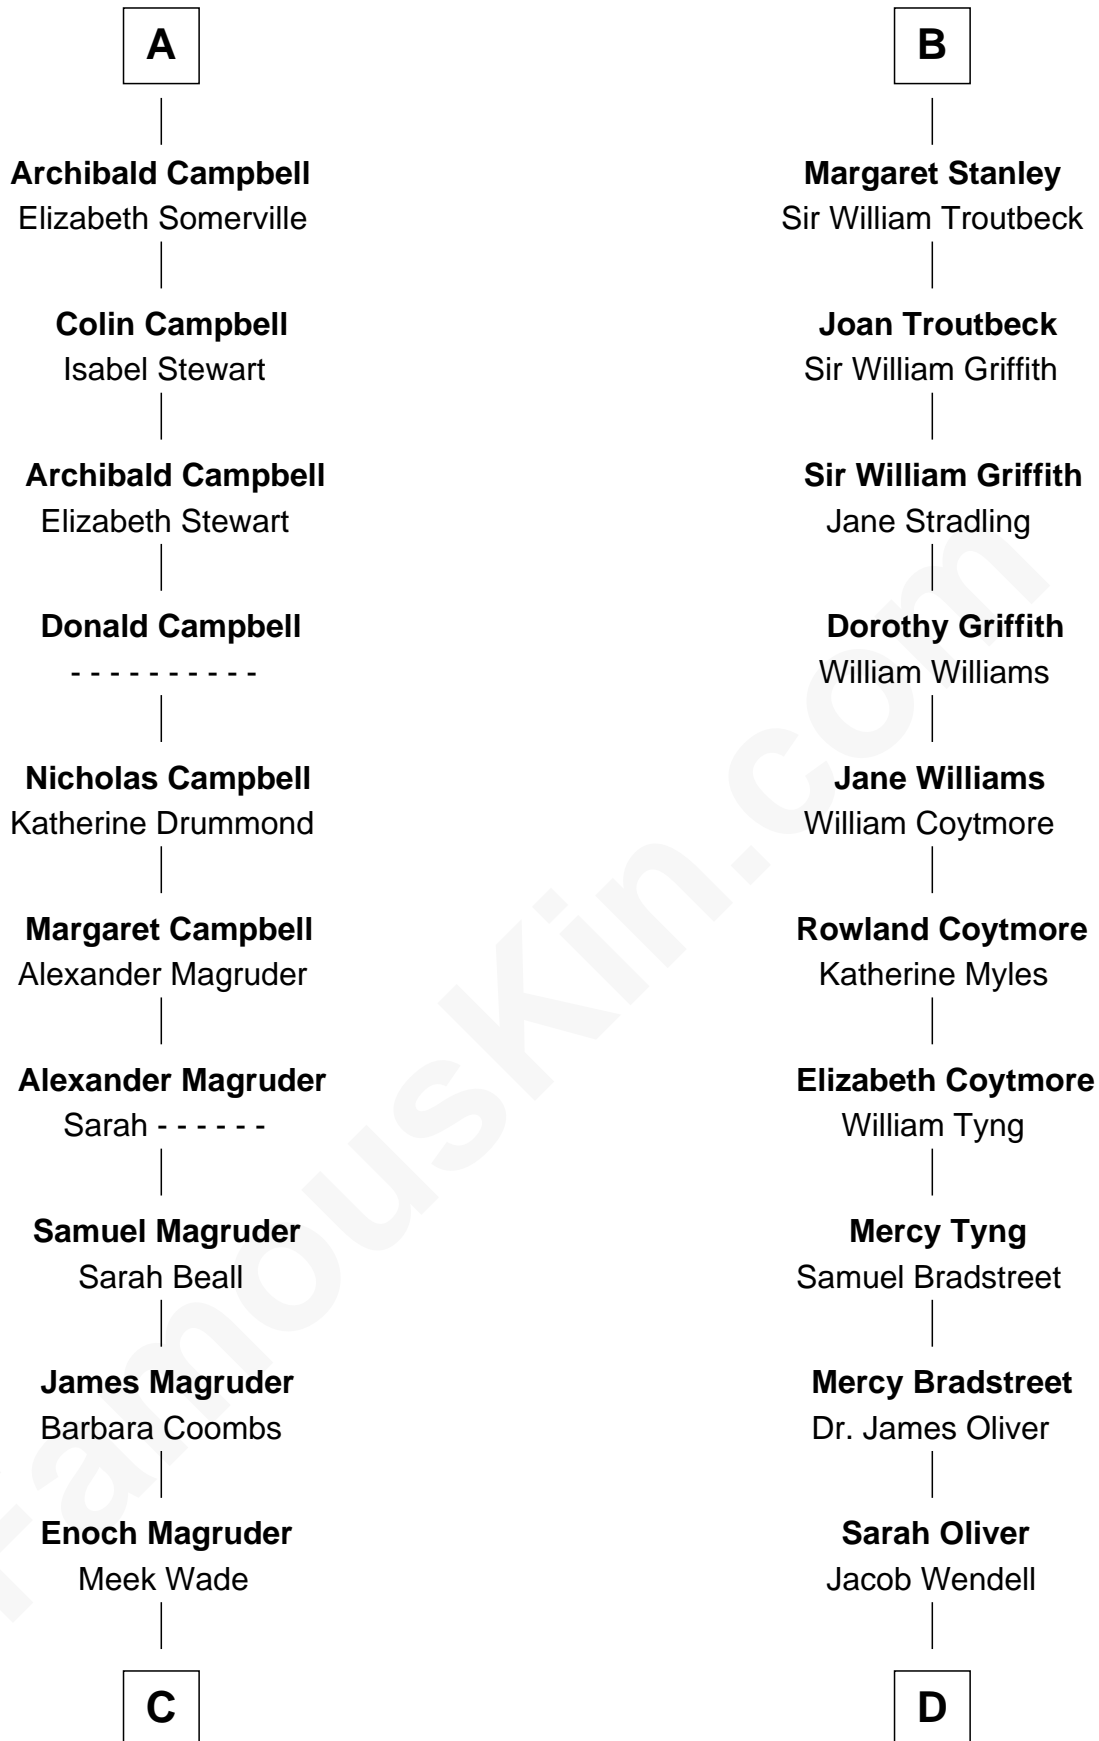 A
Archibald Campbell
Elizabeth Somerville
Colin Campbell
Isabel Stewart
Archibald Campbell
Elizabeth Stewart
Donald Campbell
- - - - - - - - - -
Nicholas Campbell
Katherine Drummond
Margaret Campbell
Alexander Magruder
Alexander Magruder
Sarah - - - - - -
Samuel Magruder
Sarah Beall
James Magruder
Barbara Coombs
Enoch Magruder
Meek Wade
C
B
Margaret Stanley
Sir William Troutbeck
Joan Troutbeck
Sir William Griffith
Sir William Griffith
Jane Stradling
Dorothy Griffith
William Williams
Jane Williams
William Coytmore
Rowland Coytmore
Katherine Myles
Elizabeth Coytmore
William Tyng
Mercy Tyng
Samuel Bradstreet
Mercy Bradstreet
Dr. James Oliver
Sarah Oliver
Jacob Wendell
D
FamousKin.com